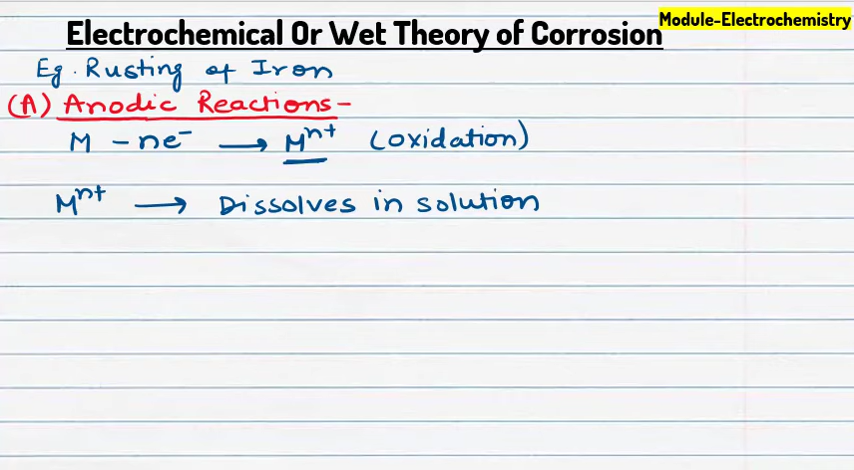 Module-Electrochemistry
Electrochemical Or Wet Theory of Corrosion
Eg. Rusting of Iron
(A) Anodic Reactions-
M - ne⁻ → Mⁿ⁺ (oxidation)
Mⁿ⁺ → Dissolves in solution